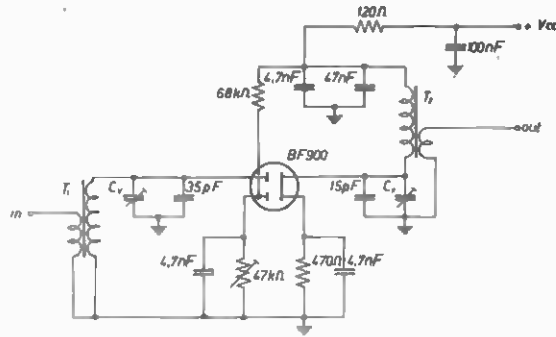 120Ω
+ Vcc
100nF
4,7nF
47nF
68kΩ
T₂
out
BF900
T₁
Cᵥ
35pF
15pF
Cᵥ
in
4,7nF
47kΩ
470Ω
4,7nF